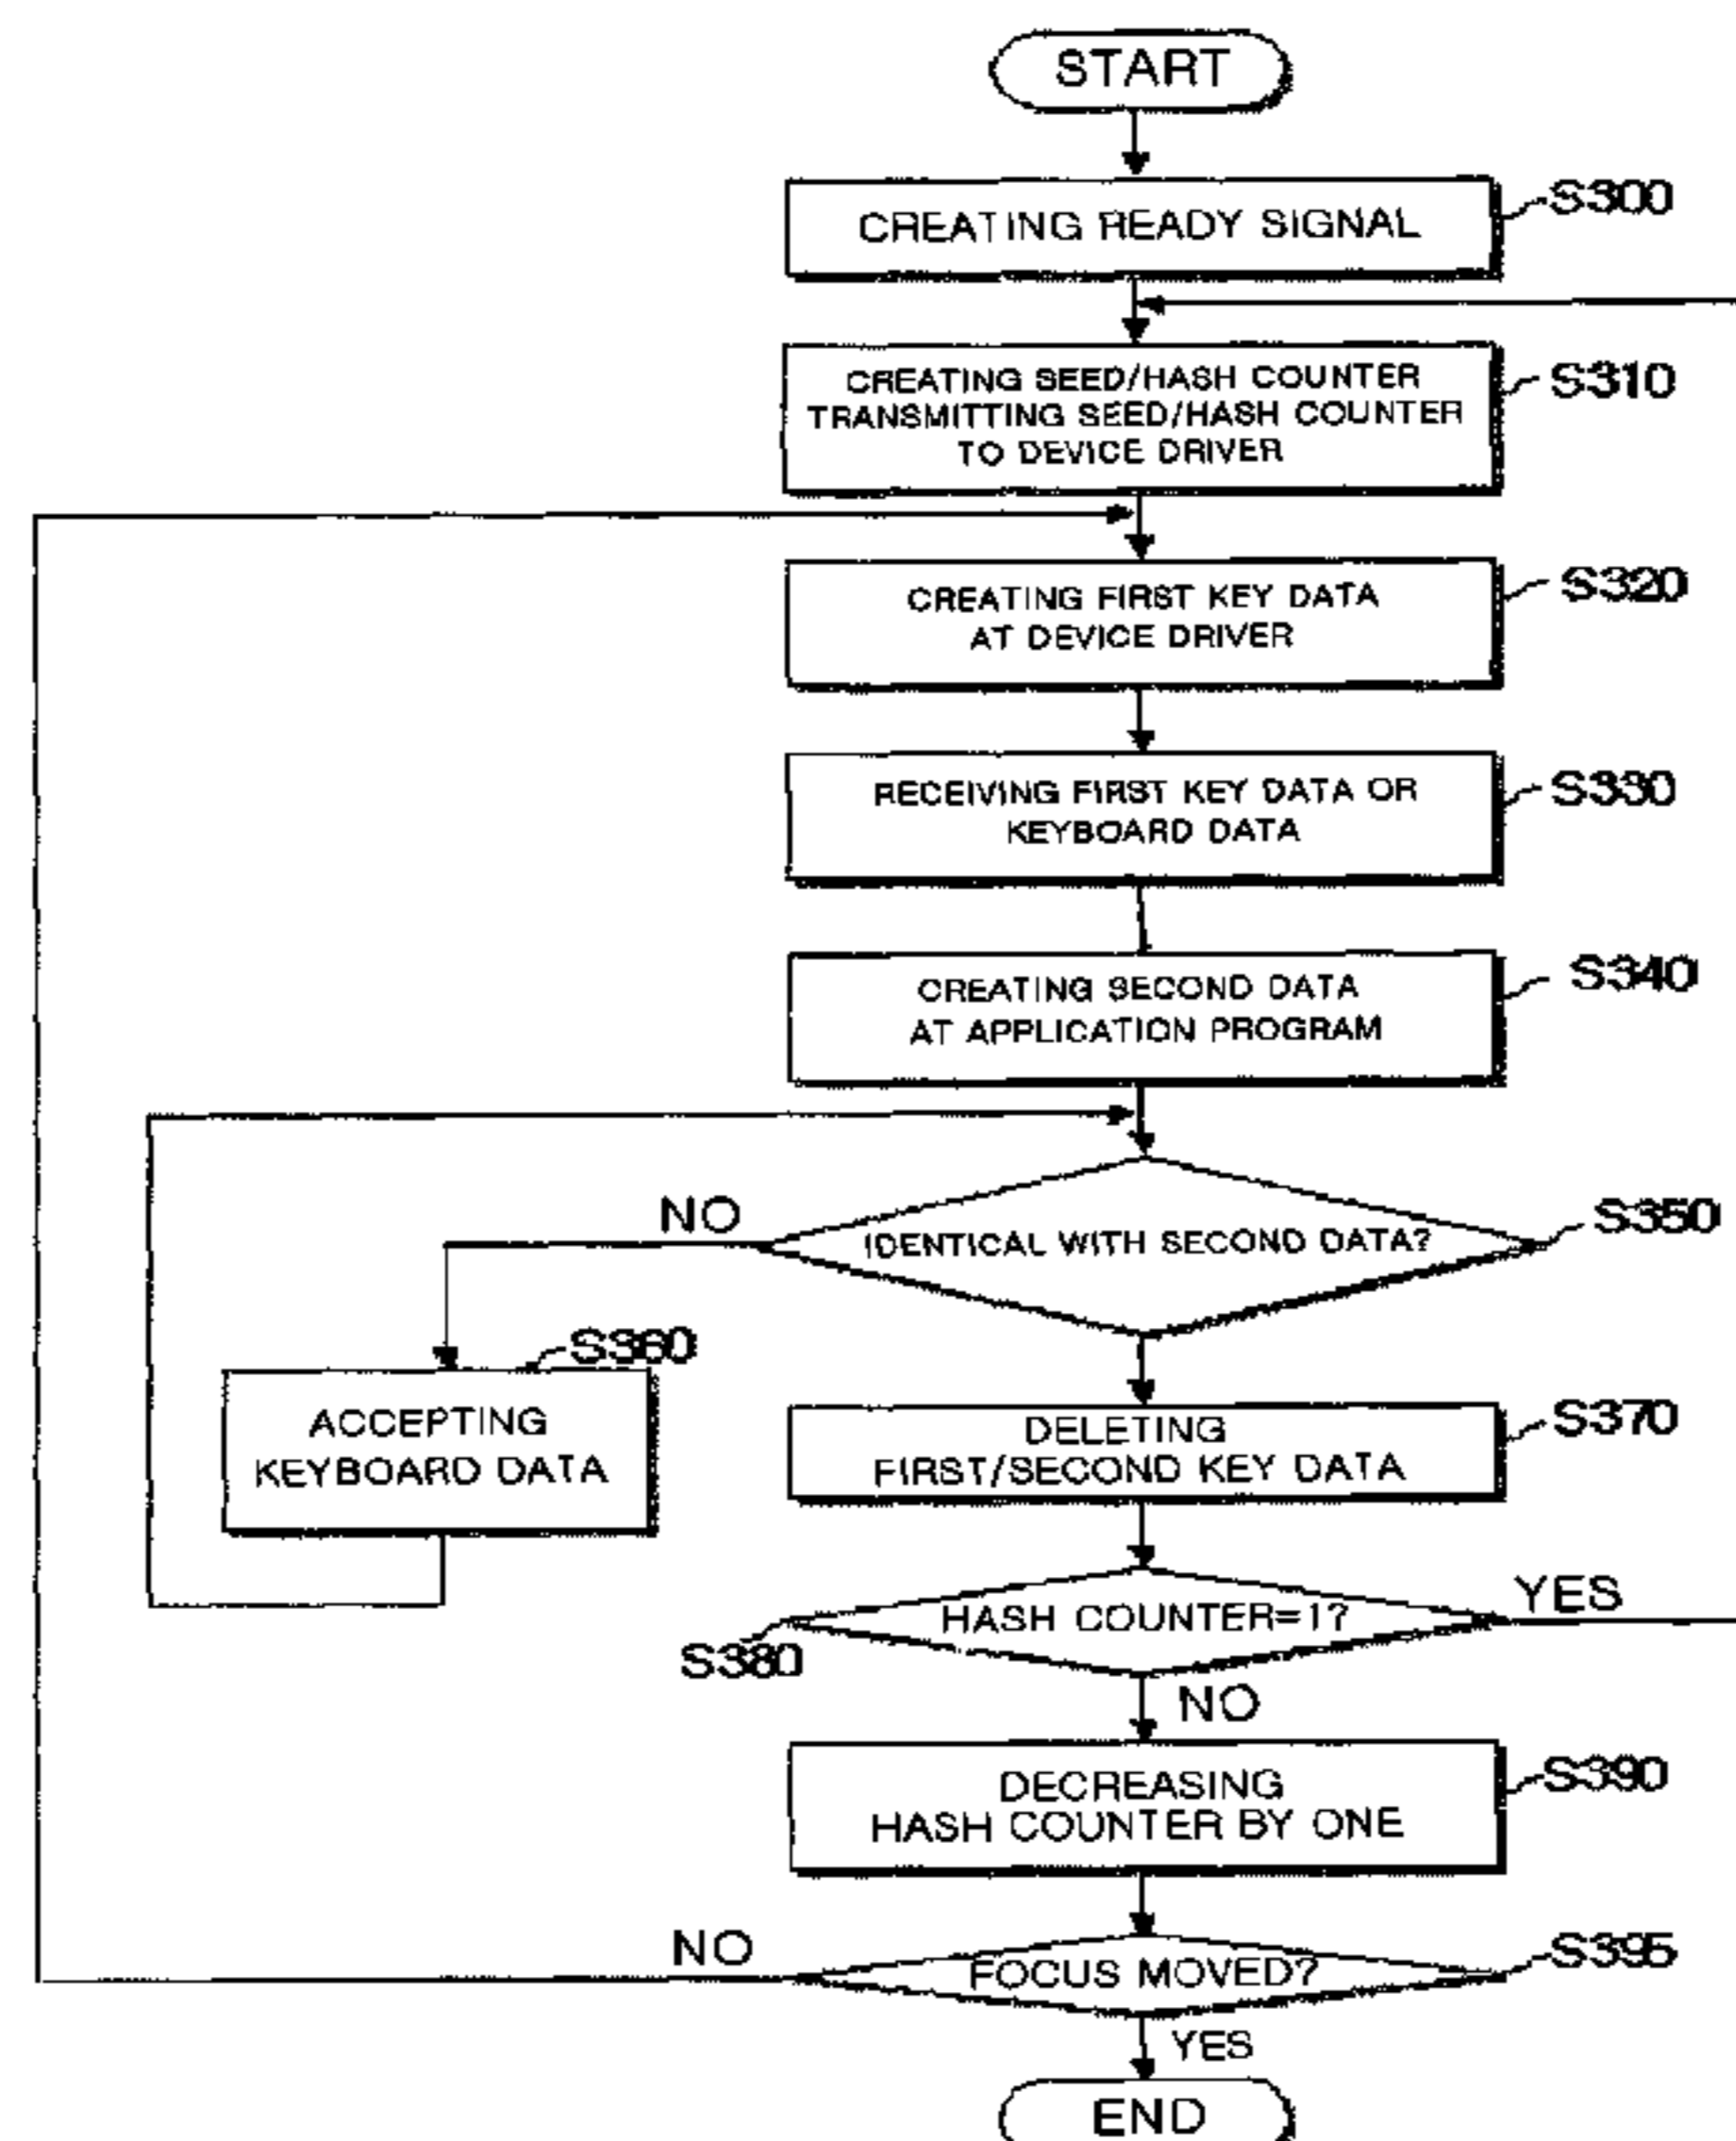 START
CREATING READY SIGNAL
S300
CREATING SEED/HASH COUNTER
TRANSMITTING SEED/HASH COUNTER
TO DEVICE DRIVER
S310
CREATING FIRST KEY DATA
AT DEVICE DRIVER
S320
RECEIVING FIRST KEY DATA OR
KEYBOARD DATA
S330
CREATING SECOND DATA
AT APPLICATION PROGRAM
S340
NO
IDENTICAL WITH SECOND DATA?
S350
S360
ACCEPTING
KEYBOARD DATA
DELETING
FIRST/SECOND KEY DATA
S370
HASH COUNTER=1?
YES
S380
NO
DECREASING
HASH COUNTER BY ONE
S390
NO
FOCUS MOVED?
S395
YES
END